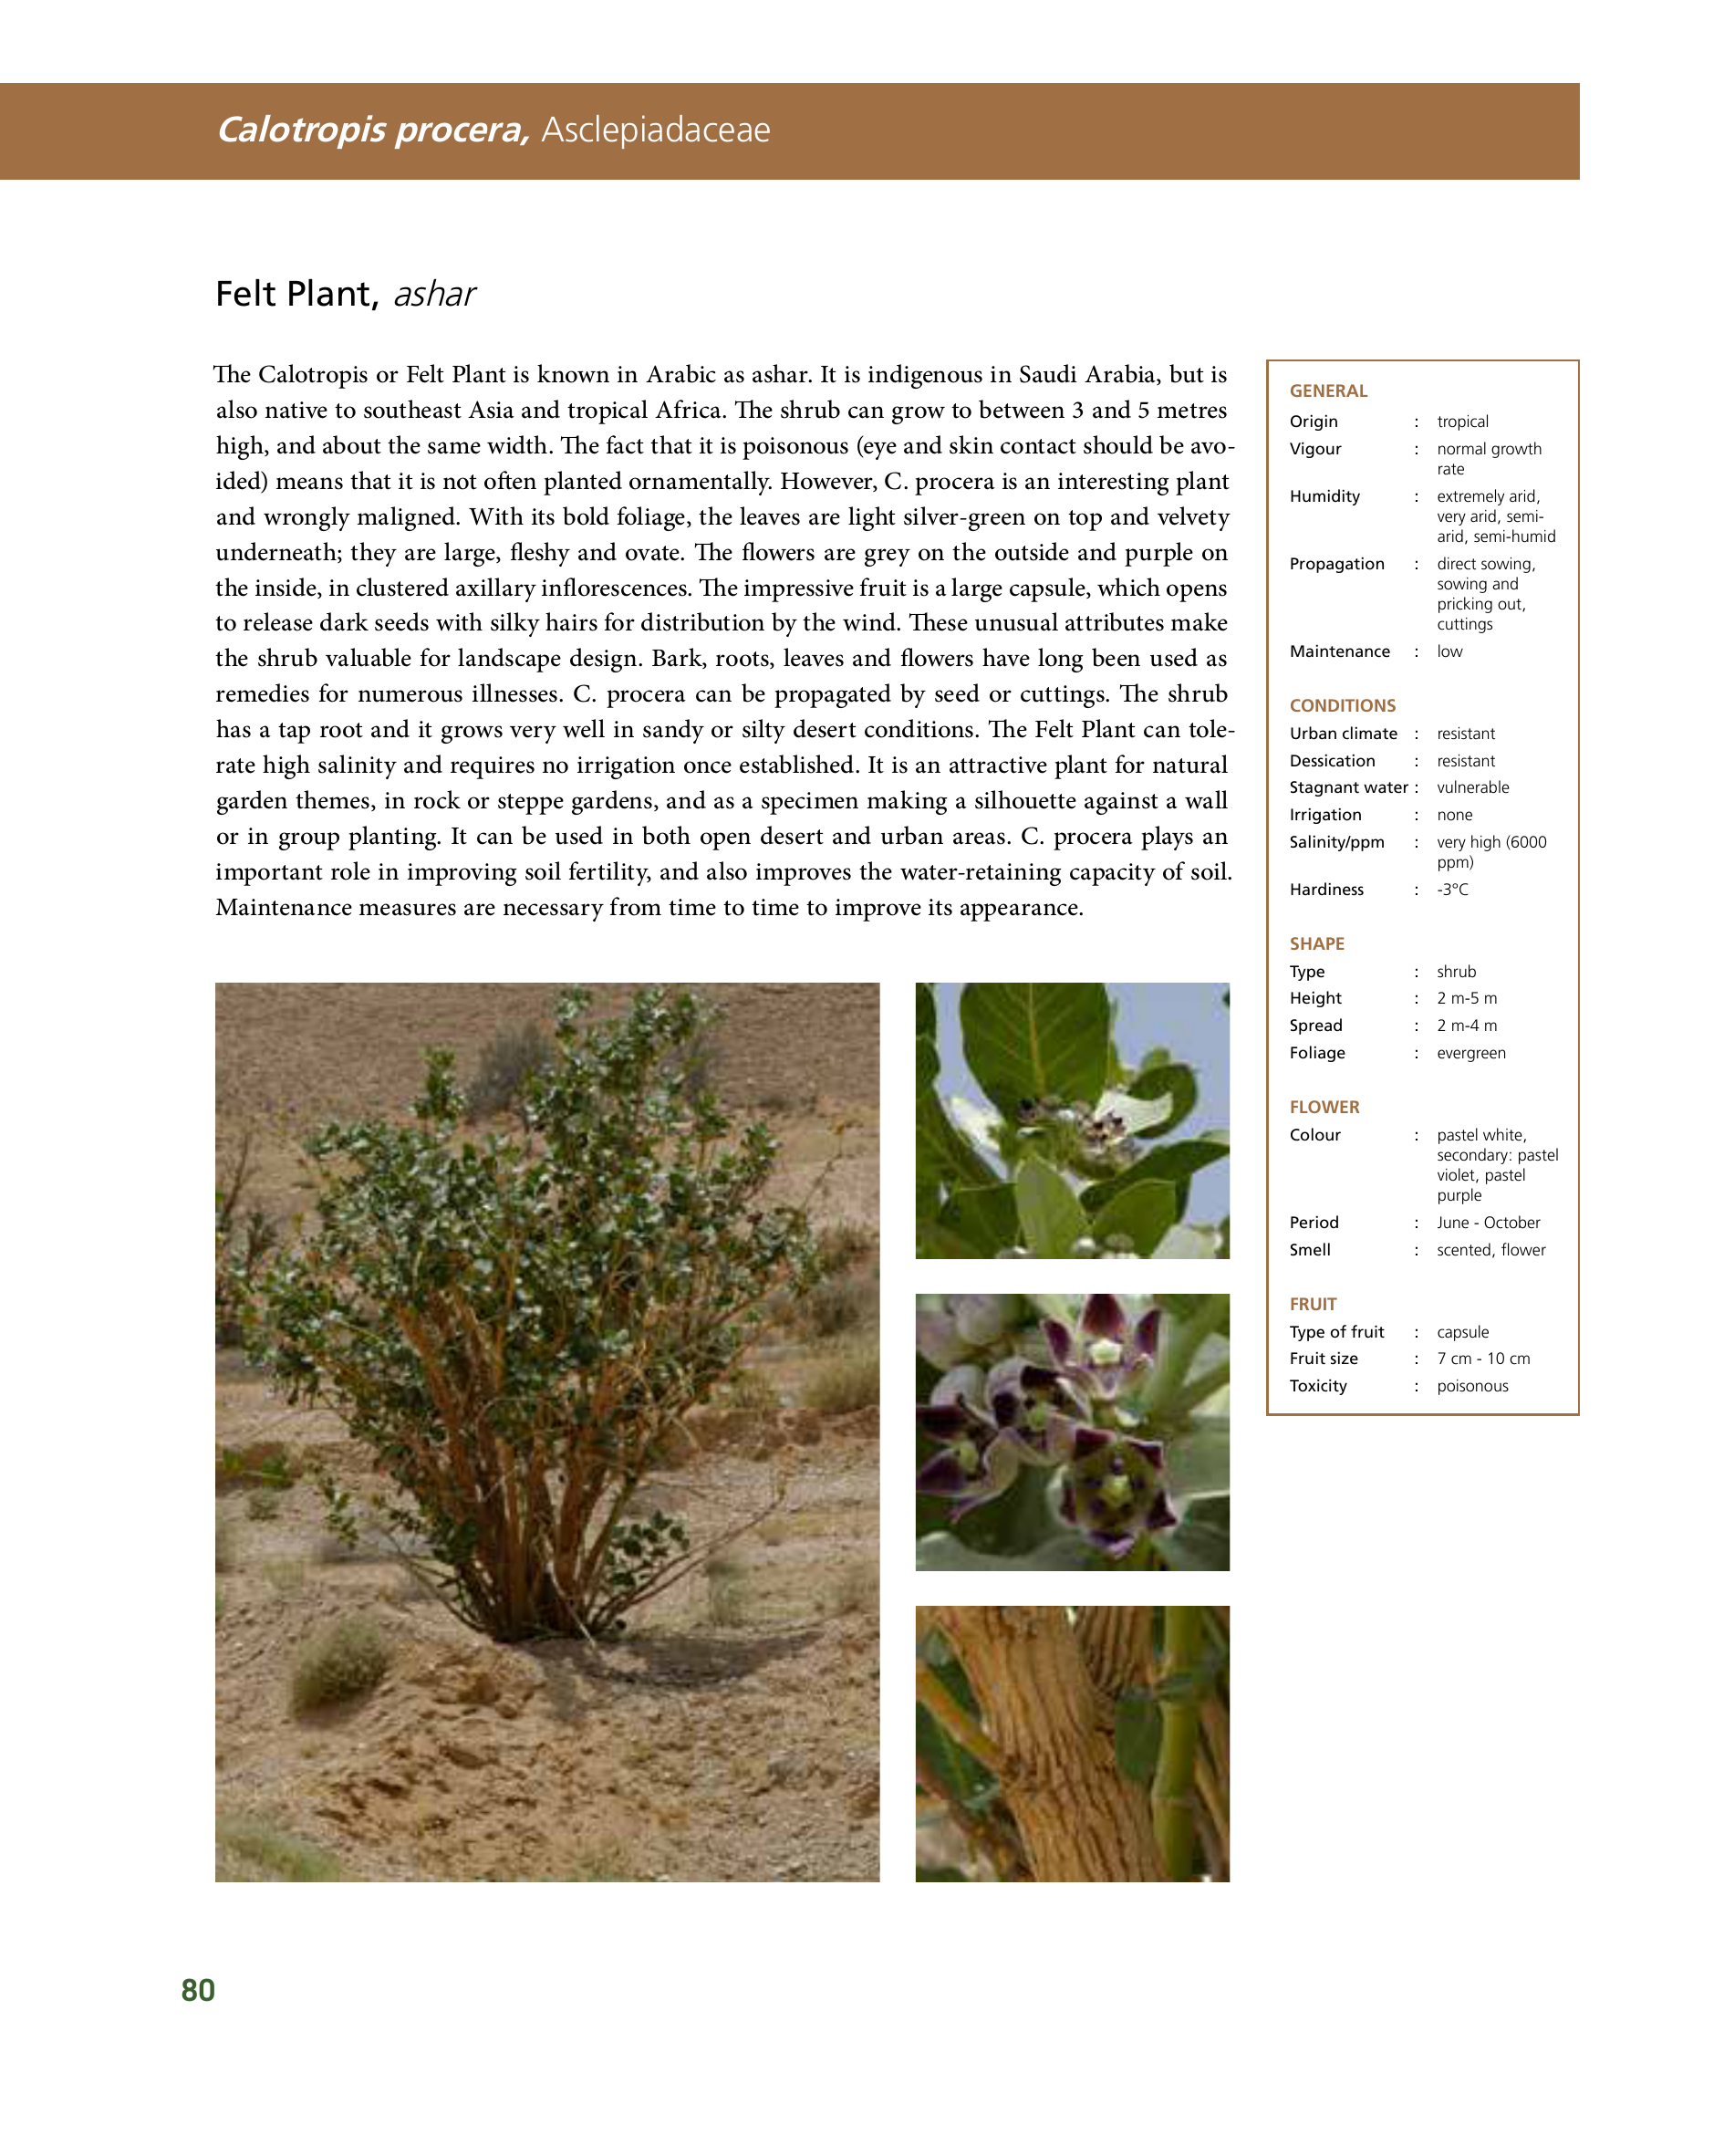 Calotropis procera, Asclepiadaceae
Felt Plant, ashar
The Calotropis or Felt Plant is known in Arabic as ashar. It is indigenous in Saudi Arabia, but is
also native to southeast Asia and tropical Africa. The shrub can grow to between 3 and 5 metres
high, and about the same width. The fact that it is poisonous (eye and skin contact should be avo-
ided) means that it is not often planted ornamentally. However, C. procera is an interesting plant
and wrongly maligned. With its bold foliage, the leaves are light silver-green on top and velvety
underneath; they are large, fleshy and ovate. The flowers are grey on the outside and purple on
the inside, in clustered axillary inflorescences. The impressive fruit is a large capsule, which opens
to release dark seeds with silky hairs for distribution by the wind. These unusual attributes make
the shrub valuable for landscape design. Bark, roots, leaves and flowers have long been used as
remedies for numerous illnesses. C. procera can be propagated by seed or cuttings. The shrub
has a tap root and it grows very well in sandy or silty desert conditions. The Felt Plant can tole-
rate high salinity and requires no irrigation once established. It is an attractive plant for natural
garden themes, in rock or steppe gardens, and as a specimen making a silhouette against a wall
or in group planting. It can be used in both open desert and urban areas. C. procera plays an
important role in improving soil fertility, and also improves the water-retaining capacity of soil.
Maintenance measures are necessary from time to time to improve its appearance.
GENERAL
Origin : tropical
Vigour : normal growth
rate
Humidity : extremely arid,
very arid, semi-
arid, semi-humid
Propagation : direct sowing,
sowing and
pricking out,
cuttings
Maintenance : low
CONDITIONS
Urban climate : resistant
Dessication : resistant
Stagnant water : vulnerable
Irrigation : none
Salinity/ppm : very high (6000
ppm)
Hardiness : -3°C
SHAPE
Type : shrub
Height : 2 m-5 m
Spread : 2 m-4 m
Foliage : evergreen
FLOWER
Colour : pastel white,
secondary: pastel
violet, pastel
purple
Period : June - October
Smell : scented, flower
FRUIT
Type of fruit : capsule
Fruit size : 7 cm - 10 cm
Toxicity : poisonous
80